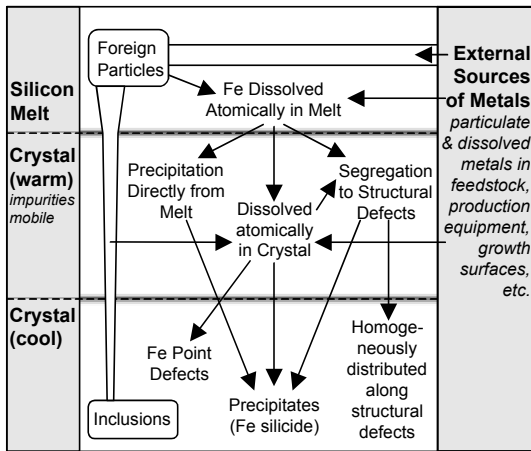 Foreign
Particles
External
Sources
of Metals
particulate
& dissolved
metals in
feedstock,
production
equipment,
growth
surfaces,
etc.
Silicon
Melt
Fe Dissolved
Atomically in Melt
Crystal
(warm)
impurities
mobile
Precipitation
Directly from
Melt
Dissolved
atomically
in Crystal
Segregation
to Structural
Defects
Crystal
(cool)
Fe Point
Defects
Precipitates
(Fe silicide)
Homoge-
neously
distributed
along
structural
defects
Inclusions